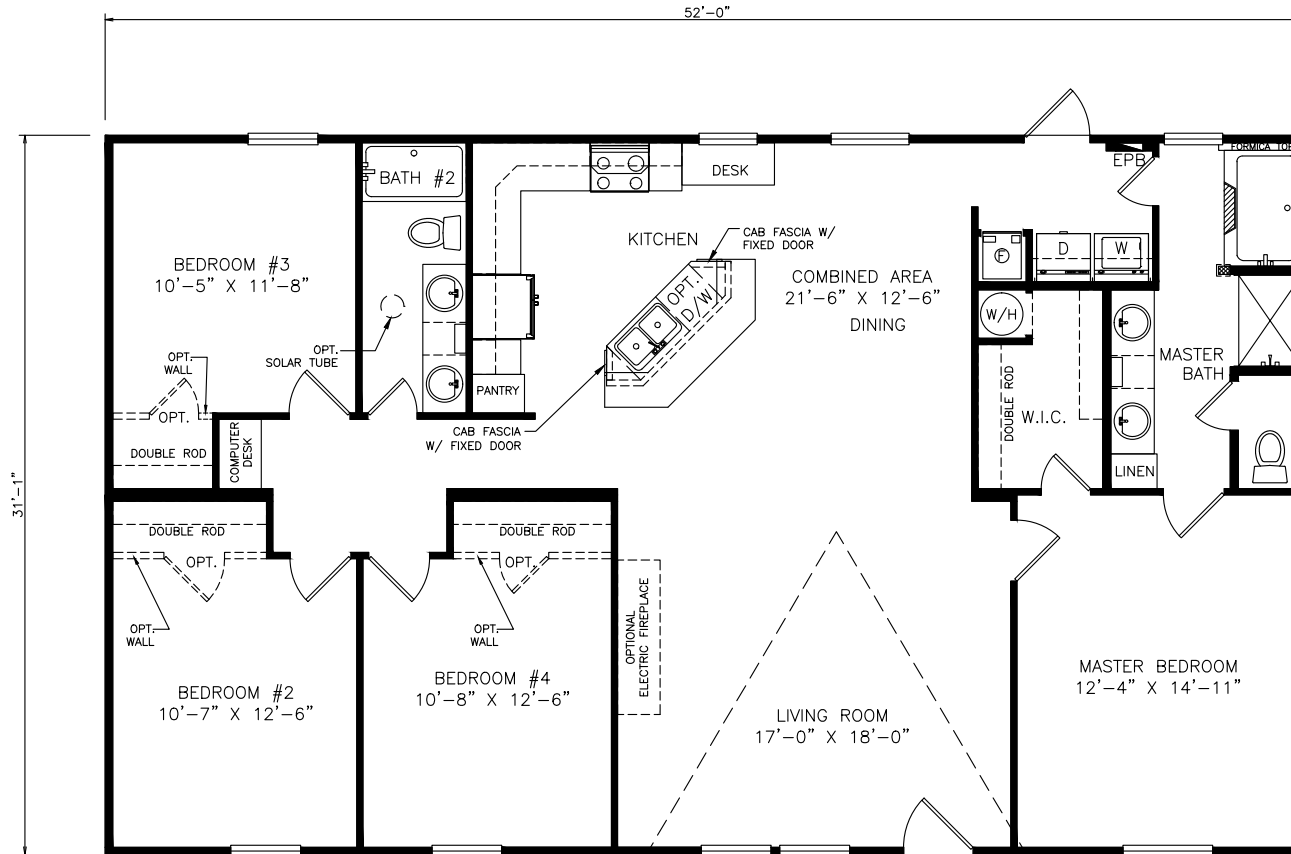 52'-0"
31'-1"
EPB
FORMICA TOP
BATH #2
DESK
KITCHEN
CAB FASCIA W/
FIXED DOOR
BEDROOM #3
10'-5" X 11'-8"
COMBINED AREA
21'-6" X 12'-6"
DINING
F
D
W
OPT.
D/W
W/H
OPT.
SOLAR TUBE
OPT.
WALL
OPT.
DOUBLE ROD
COMPUTER
DESK
PANTRY
CAB FASCIA
W/ FIXED DOOR
MASTER
BATH
DOUBLE ROD
W.I.C.
LINEN
DOUBLE ROD
OPT.
OPT.
WALL
DOUBLE ROD
OPT.
OPT.
WALL
OPTIONAL
ELECTRIC FIREPLACE
BEDROOM #2
10'-7" X 12'-6"
BEDROOM #4
10'-8" X 12'-6"
LIVING ROOM
17'-0" X 18'-0"
MASTER BEDROOM
12'-4" X 14'-11"